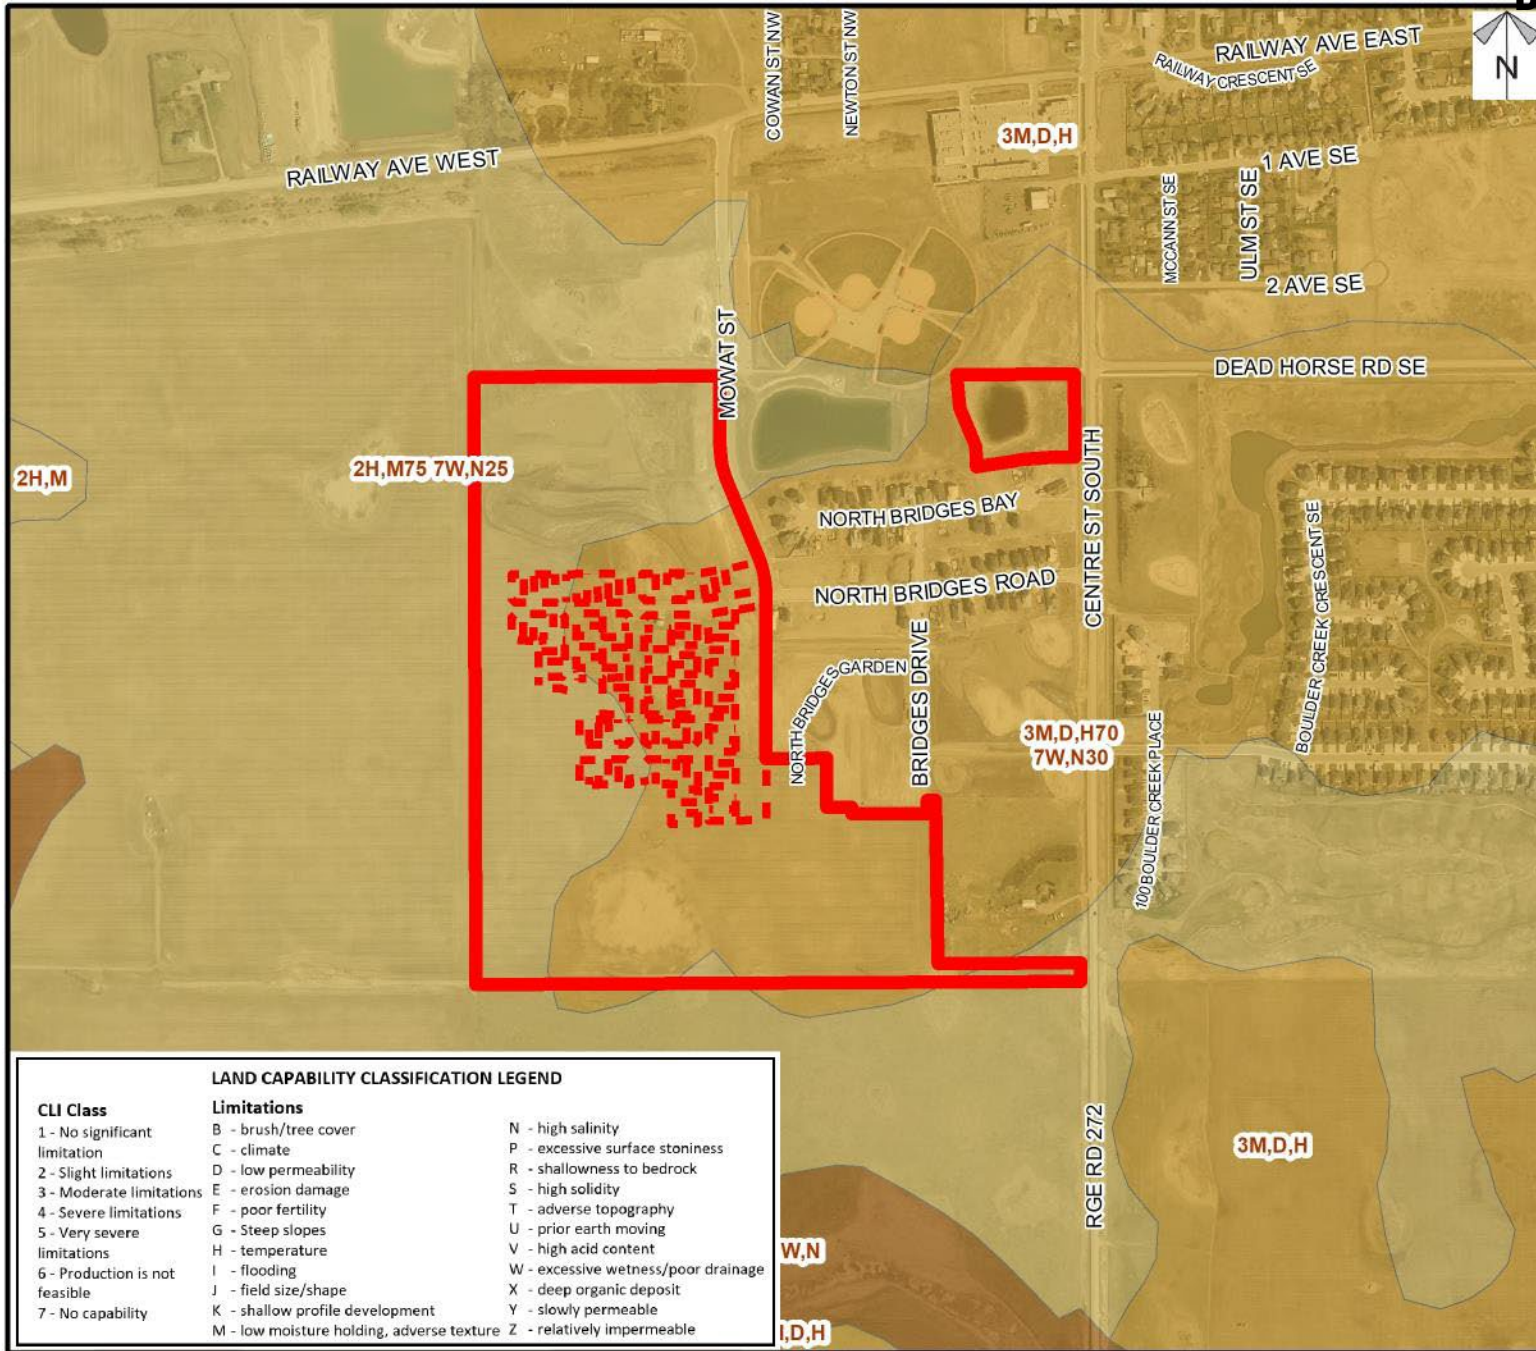 N
RAILWAY AVE EAST
RAILWAY CRESCENT SE
COWAN ST NW
NEWTON ST NW
3M,D,H
RAILWAY AVE WEST
1 AVE SE
MCCANN ST SE
ULM ST SE
2 AVE SE
MOWAT ST
DEAD HORSE RD SE
2H,M
2H,M75 7W,N25
CENTRE ST SOUTH
NORTH BRIDGES BAY
NORTH BRIDGES ROAD
BOULDER CREEK CRESCENT SE
NORTH BRIDGES GARDEN
BRIDGES DRIVE
3M,D,H70
7W,N30
100 BOULDER CREEK PLACE
RGE RD 272
3M,D,H
W,N
,D,H
LAND CAPABILITY CLASSIFICATION LEGEND
CLI Class
1 - No significant
limitation
2 - Slight limitations
3 - Moderate limitations
4 - Severe limitations
5 - Very severe
limitations
6 - Production is not
feasible
7 - No capability
Limitations
B - brush/tree cover
C - climate
D - low permeability
E - erosion damage
F - poor fertility
G - Steep slopes
H - temperature
I - flooding
J - field size/shape
K - shallow profile development
M - low moisture holding, adverse texture
N - high salinity
P - excessive surface stoniness
R - shallowness to bedrock
S - high solidity
T - adverse topography
U - prior earth moving
V - high acid content
W - excessive wetness/poor drainage
X - deep organic deposit
Y - slowly permeable
Z - relatively impermeable